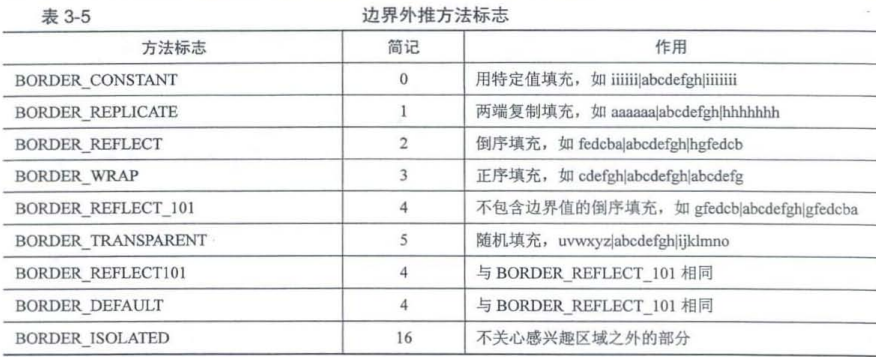 表 3-5 边界外推方法标志
方法标志 简记 作用
BORDER_CONSTANT 0 用特定值填充，如 iiiiii|abcdefgh|iiiiiii
BORDER_REPLICATE 1 两端复制填充，如 aaaaaa|abcdefgh|hhhhhhh
BORDER_REFLECT 2 倒序填充，如 fedcba|abcdefgh|hgfedcb
BORDER_WRAP 3 正序填充，如 cdefgh|abcdefgh|abcdefg
BORDER_REFLECT_101 4 不包含边界值的倒序填充，如 gfedcb|abcdefgh|gfedcba
BORDER_TRANSPARENT 5 随机填充，uvwxyz|abcdefgh|ijklmno
BORDER_REFLECT101 4 与 BORDER_REFLECT_101 相同
BORDER_DEFAULT 4 与 BORDER_REFLECT_101 相同
BORDER_ISOLATED 16 不关心感兴趣区域之外的部分